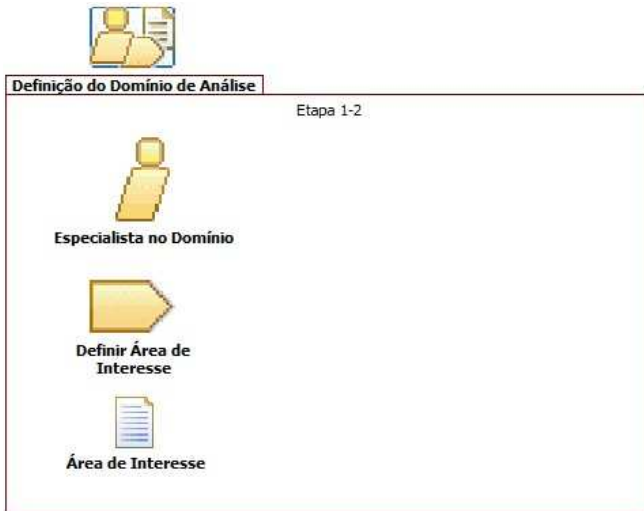 Definição do Domínio de Análise
Etapa 1-2
Especialista no Domínio
Definir Área de
Interesse
Área de Interesse